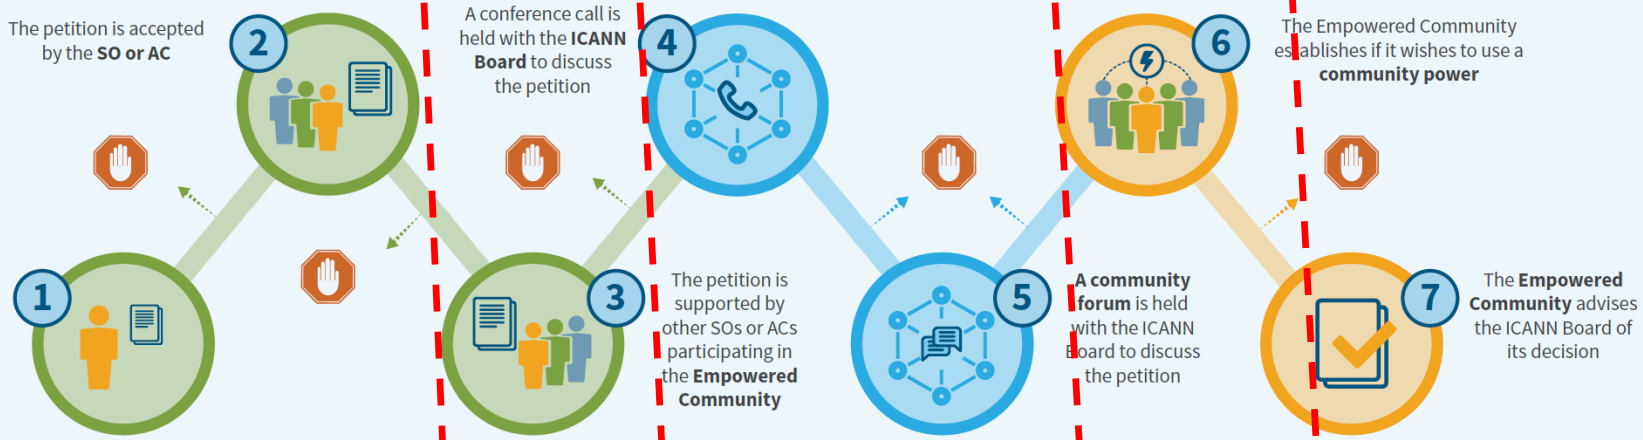 The petition is accepted
by the SO or AC
2
A conference call is
held with the ICANN
Board to discuss
the petition
4
6
The Empowered Community
establishes if it wishes to use a
community power
1
3
The petition is
supported by
other SOs or ACs
participating in
the Empowered
Community
5
A community
forum is held
with the ICANN
Board to discuss
the petition
7
The Empowered
Community advises
the ICANN Board of
its decision